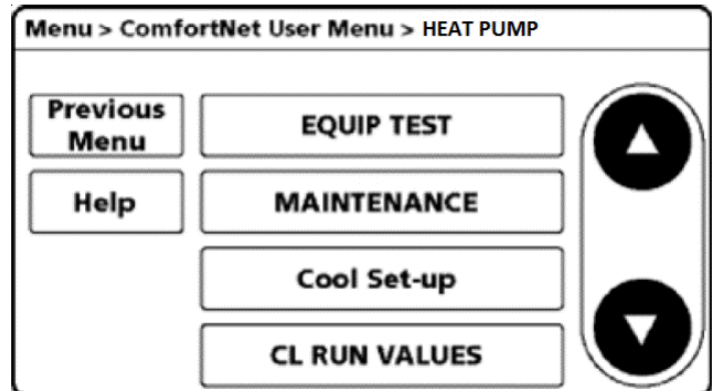 Menu > ComfortNet User Menu > HEAT PUMP
Previous
Menu
EQUIP TEST
Help
MAINTENANCE
Cool Set-up
CL RUN VALUES